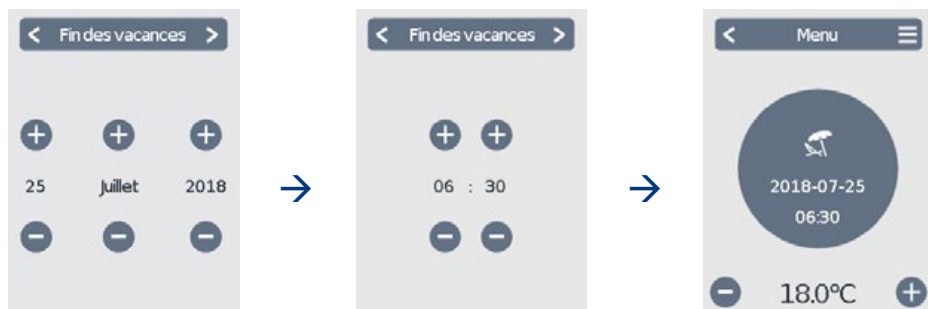 < Fin des vacances >
25 Juillet 2018
→
< Fin des vacances >
06 : 30
→
< Menu
2018-07-25
06:30
18.0°C